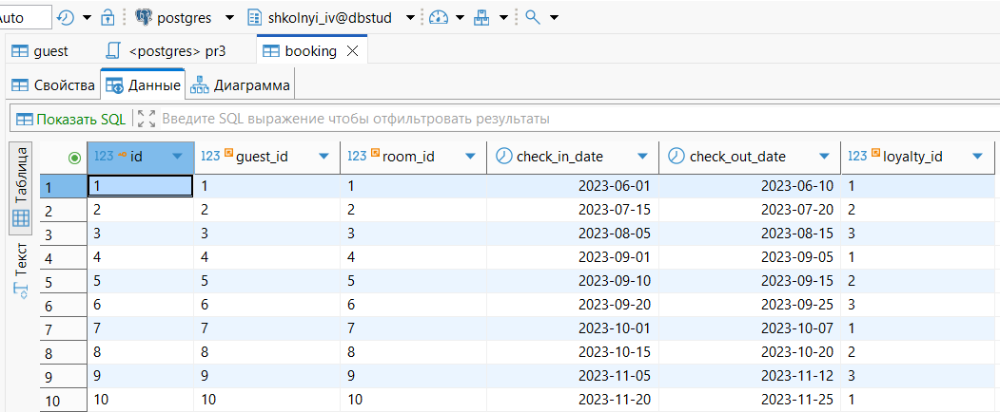 Auto postgres shkolnyi_iv@dbstud
guest <postgres> pr3 booking
Свойства Данные Диаграмма
Показать SQL Введите SQL выражение чтобы отфильтровать результаты
Таблица
Текст
123 id 123 guest_id 123 room_id check_in_date check_out_date 123 loyalty_id
1 1 1 1 2023-06-01 2023-06-10 1
2 2 2 2 2023-07-15 2023-07-20 2
3 3 3 3 2023-08-05 2023-08-15 3
4 4 4 4 2023-09-01 2023-09-05 1
5 5 5 5 2023-09-10 2023-09-15 2
6 6 6 6 2023-09-20 2023-09-25 3
7 7 7 7 2023-10-01 2023-10-07 1
8 8 8 8 2023-10-15 2023-10-20 2
9 9 9 9 2023-11-05 2023-11-12 3
10 10 10 10 2023-11-20 2023-11-25 1